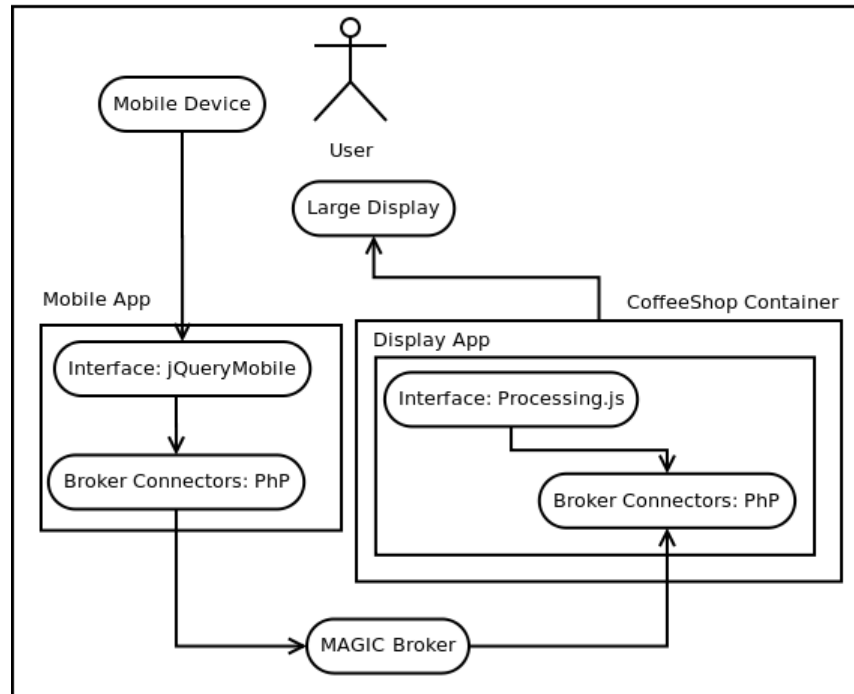 Mobile Device
User
Large Display
Mobile App
CoffeeShop Container
Display App
Interface: jQueryMobile
Interface: Processing.js
Broker Connectors: PhP
Broker Connectors: PhP
MAGIC Broker